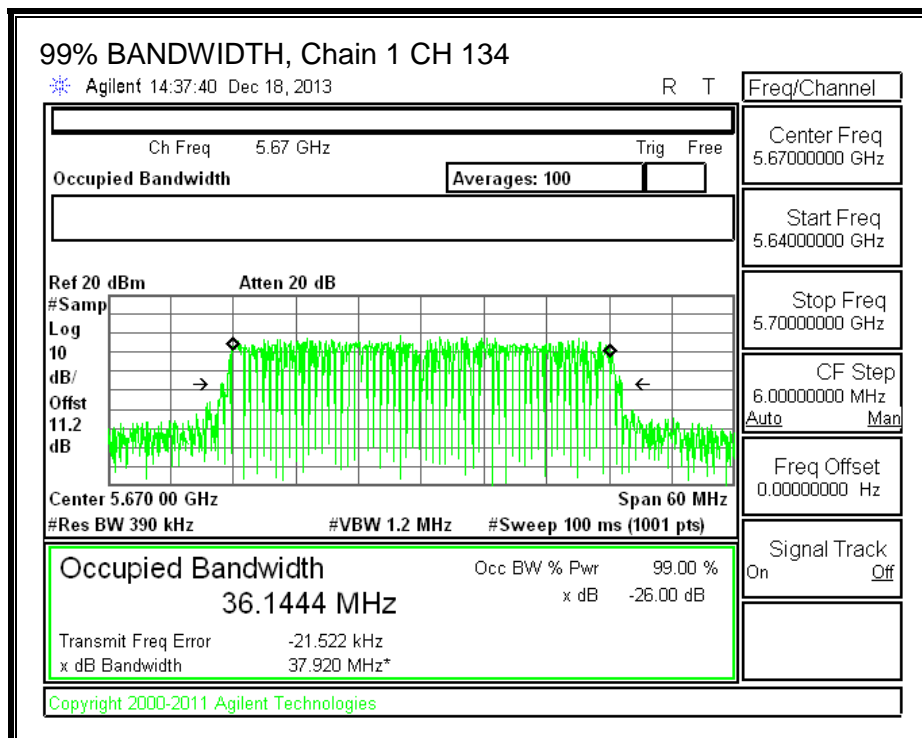 99% BANDWIDTH, Chain 1 CH 134
Agilent 14:37:40 Dec 18, 2013 R T
Freq/Channel
Ch Freq 5.67 GHz Trig Free
Occupied Bandwidth Averages: 100
Center Freq
5.67000000 GHz
Start Freq
5.64000000 GHz
Stop Freq
5.70000000 GHz
CF Step
6.00000000 MHz
Auto Man
Freq Offset
0.00000000 Hz
Signal Track
On Off
Ref 20 dBm Atten 20 dB
#Samp
Log
10
dB/
Offst
11.2
dB
Center 5.670 00 GHz Span 60 MHz
#Res BW 390 kHz #VBW 1.2 MHz #Sweep 100 ms (1001 pts)
Occupied Bandwidth Occ BW % Pwr 99.00 %
36.1444 MHz x dB -26.00 dB
Transmit Freq Error -21.522 kHz
x dB Bandwidth 37.920 MHz*
Copyright 2000-2011 Agilent Technologies